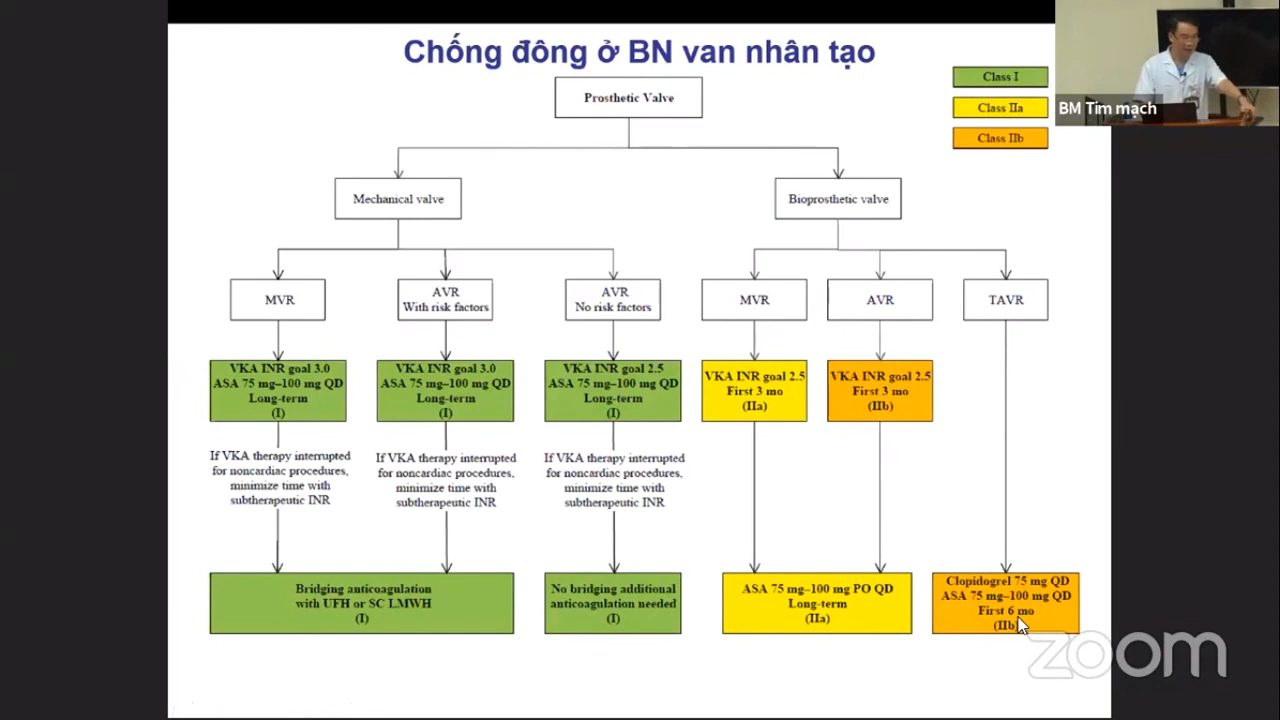 Chống đông ở BN van nhân tạo
Class I
Class IIa
Class IIb
BM Tim mạch
Prosthetic Valve
Mechanical valve
Bioprosthetic valve
MVR
AVR
With risk factors
AVR
No risk factors
MVR
AVR
TAVR
VKA INR goal 3.0
ASA 75 mg–100 mg QD
Long-term
(I)
VKA INR goal 3.0
ASA 75 mg–100 mg QD
Long-term
(I)
VKA INR goal 2.5
ASA 75 mg–100 mg QD
Long-term
(I)
VKA INR goal 2.5
First 3 mo
(IIa)
VKA INR goal 2.5
First 3 mo
(IIb)
If VKA therapy interrupted
for noncardiac procedures,
minimize time with
subtherapeutic INR
If VKA therapy interrupted
for noncardiac procedures,
minimize time with
subtherapeutic INR
If VKA therapy interrupted
for noncardiac procedures,
minimize time with
subtherapeutic INR
Bridging anticoagulation
with UFH or SC LMWH
(I)
No bridging additional
anticoagulation needed
(I)
ASA 75 mg–100 mg PO QD
Long-term
(IIa)
Clopidogrel 75 mg QD
ASA 75 mg–100 mg QD
First 6 mo
(IIb)
zoom